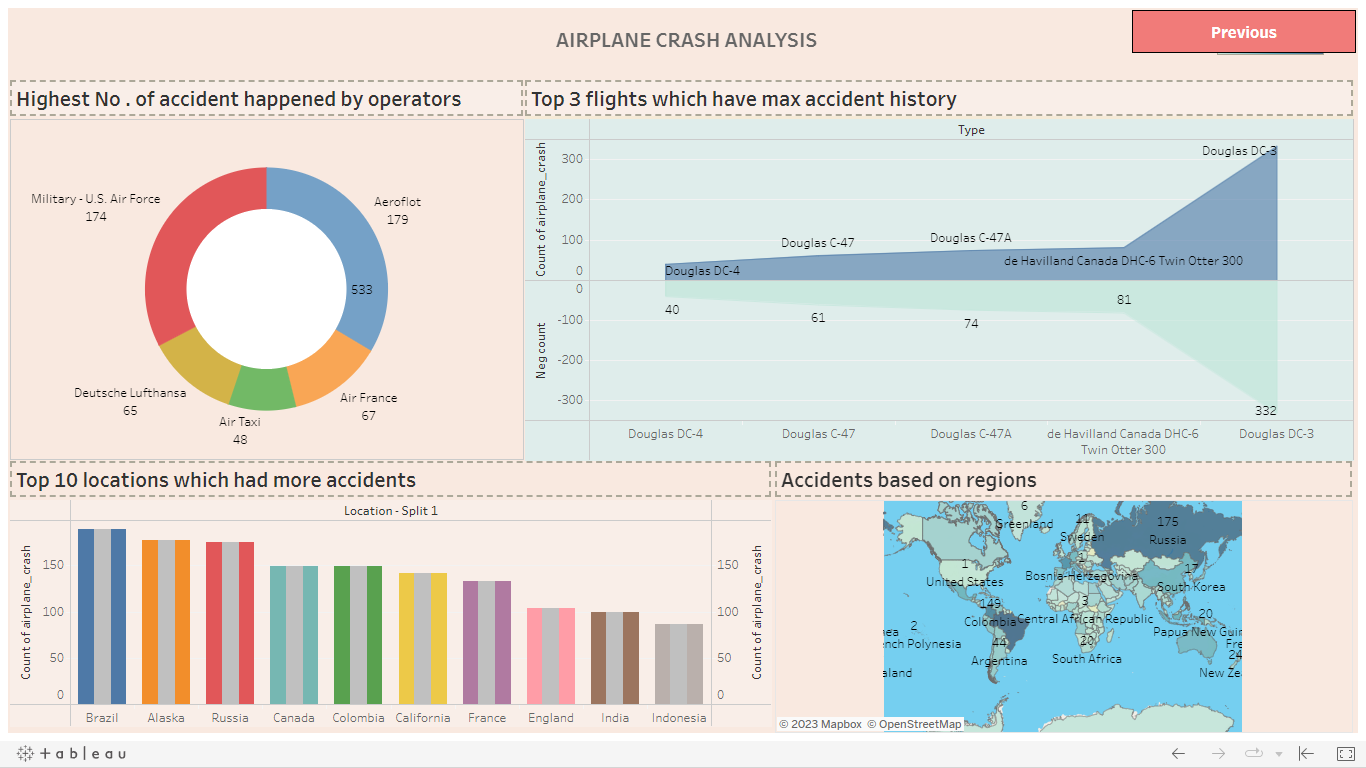 AIRPLANE CRASH ANALYSIS
Previous
Highest No . of accident happened by operators
Military - U.S. Air Force
174
Aeroflot
179
533
Deutsche Lufthansa
65
Air Taxi
48
Air France
67
Top 3 flights which have max accident history
Type
Count of airplane_crash
300
200
100
0
Neg count
0
-100
-200
-300
Douglas DC-4
Douglas C-47
Douglas C-47A
de Havilland Canada DHC-6 Twin Otter 300
Douglas DC-3
40
61
74
81
332
Douglas DC-4
Douglas C-47
Douglas C-47A
de Havilland Canada DHC-6
Twin Otter 300
Douglas DC-3
Top 10 locations which had more accidents
Location - Split 1
Count of airplane_crash
150
100
50
0
150
100
50
0
Count of airplane_crash
Brazil
Alaska
Russia
Canada
Colombia
California
France
England
India
Indonesia
Accidents based on regions
6
Greenland
11
Sweden
175
Russia
1
United States
1
Bosnia-Herzegovina
17
South Korea
149
Colombia
3
Central African Republic
2
nch Polynesia
44
Argentina
20
South Africa
20
Papua New Guin
Fre
24
New Zea
aland
© 2023 Mapbox © OpenStreetMap
+ a b l e a u